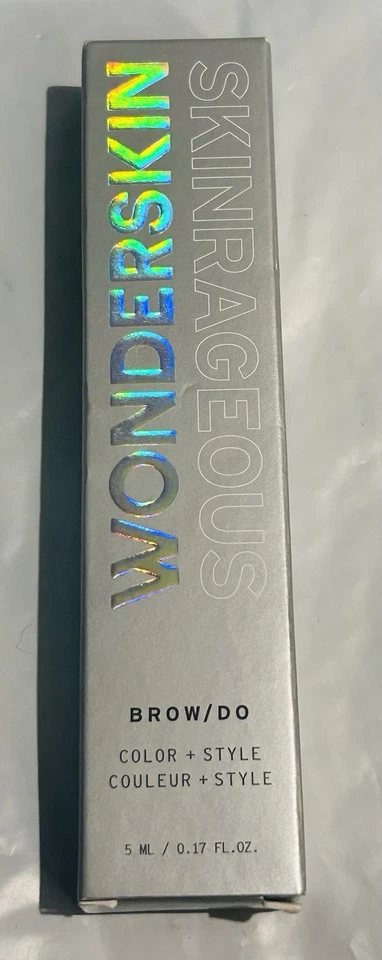 WONDERSKIN
SKINRAGEOUS
BROW/DO
COLOR + STYLE
COULEUR + STYLE
5 ML / 0.17 FL.OZ.